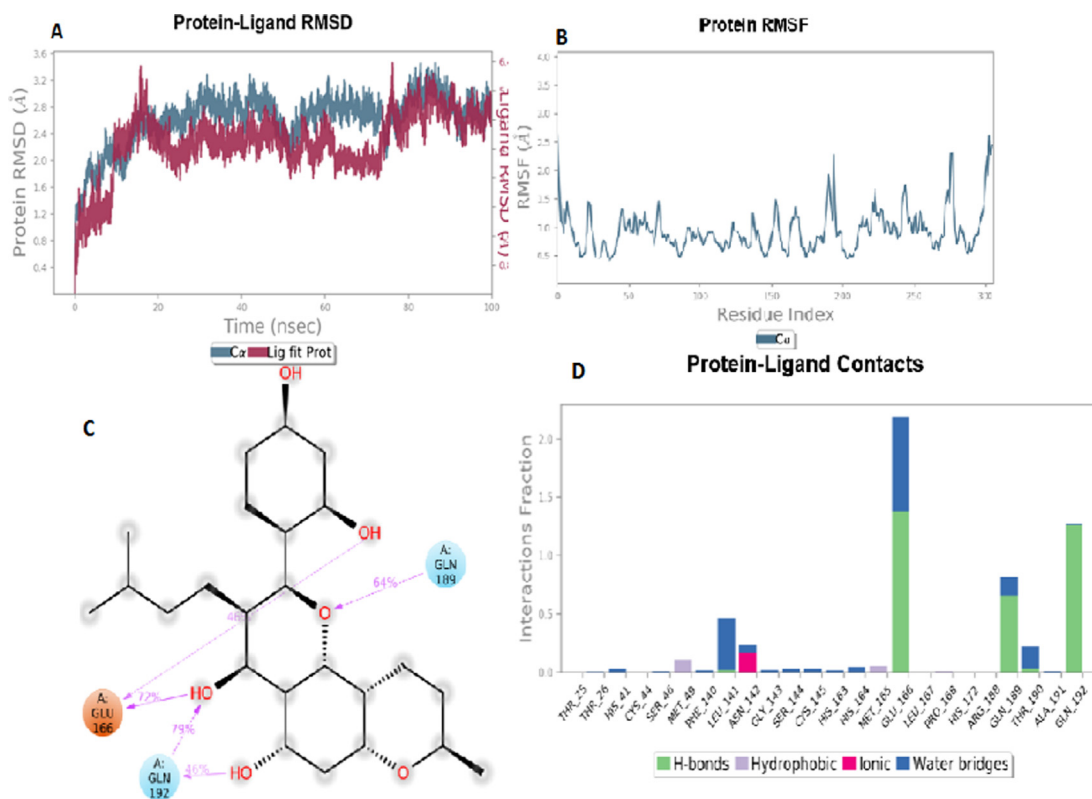 A
Protein-Ligand RMSD
Protein RMSD (Å)
3.6
3.2
2.8
2.4
2.0
1.6
1.2
0.8
0.4
0
20
40
60
80
100
Ligand RMSD (Å)
Time (nsec)
Cα Lig fit Prot
B
Protein RMSF
RMSF (Å)
4.0
3.5
3.0
2.5
2.0
1.5
1.0
0.5
0
50
100
150
200
250
300
Residue Index
Cα
C
OH
OH
O
HO
HO
O
A:
GLN
189
64%
46%
A:
GLU
166
72%
79%
46%
A:
GLN
192
D
Protein-Ligand Contacts
Interactions Fraction
2.0
1.5
1.0
0.5
0.0
THR_25
THR_26
HIS_41
CYS_44
SER_46
MET_49
PHE_140
LEU_141
ASN_142
GLY_143
SER_144
CYS_145
HIS_163
HIS_164
MET_165
GLU_166
LEU_167
PRO_168
HIS_172
ARG_188
GLN_189
THR_190
ALA_191
GLN_192
H-bonds Hydrophobic Ionic Water bridges